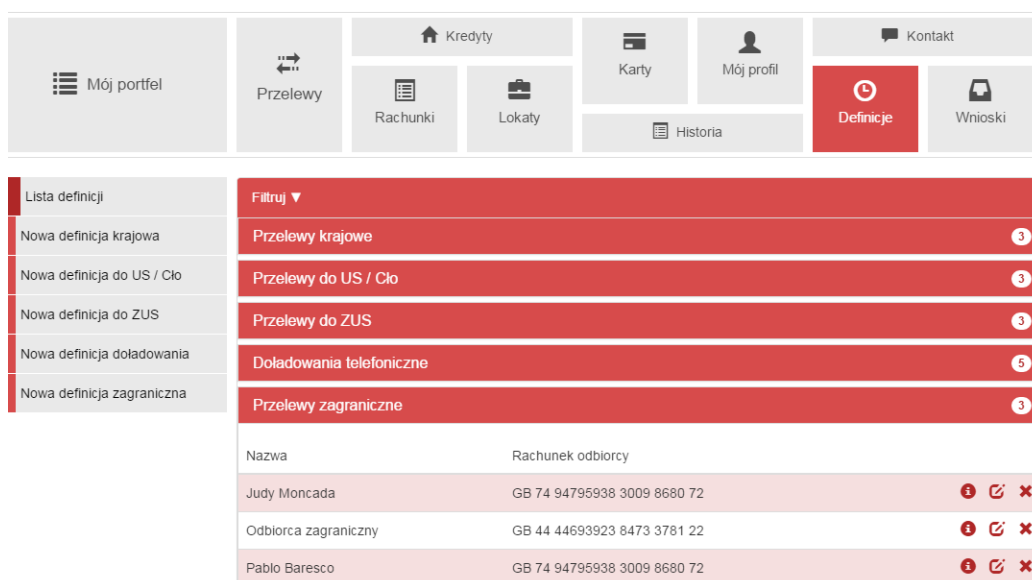 Mój portfel
Przelewy
Kredyty
Rachunki
Lokaty
Karty
Mój profil
Historia
Kontakt
Definicje
Wnioski
Lista definicji
Nowa definicja krajowa
Nowa definicja do US / Cło
Nowa definicja do ZUS
Nowa definicja doładowania
Nowa definicja zagraniczna
Filtruj ▼
Przelewy krajowe 3
Przelewy do US / Cło 3
Przelewy do ZUS 3
Doładowania telefoniczne 5
Przelewy zagraniczne 3
Nazwa Rachunek odbiorcy
Judy Moncada GB 74 94795938 3009 8680 72
Odbiorca zagraniczny GB 44 44693923 8473 3781 22
Pablo Baresco GB 74 94795938 3009 8680 72